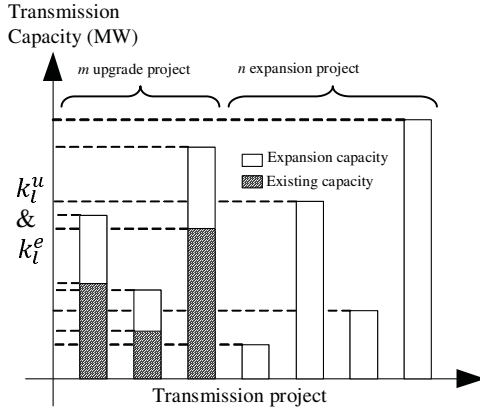 Transmission
Capacity (MW)
m upgrade project
n expansion project
Expansion capacity
Existing capacity
k_l^u
&
k_l^e
Transmission project